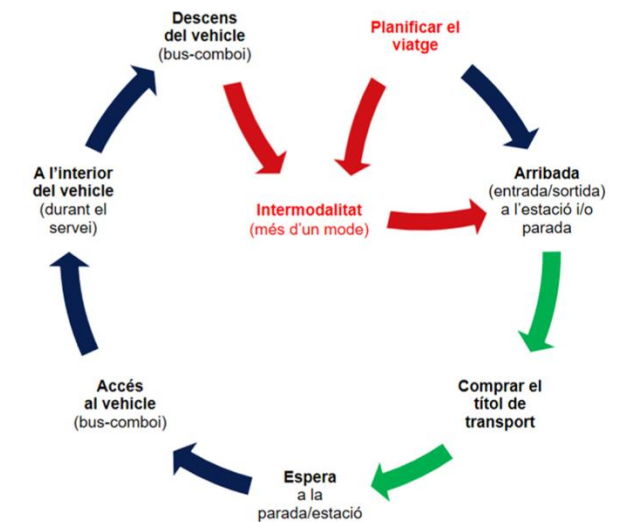 Descens
del vehicle
(bus-comboi)
Planificar el
viatge
A l’interior
del vehicle
(durant el
servei)
Intermodalitat
(més d’un mode)
Arribada
(entrada/sortida)
a l’estació i/o
parada
Accés
al vehicle
(bus-comboi)
Comprar el
títol de
transport
Espera
a la
parada/estació